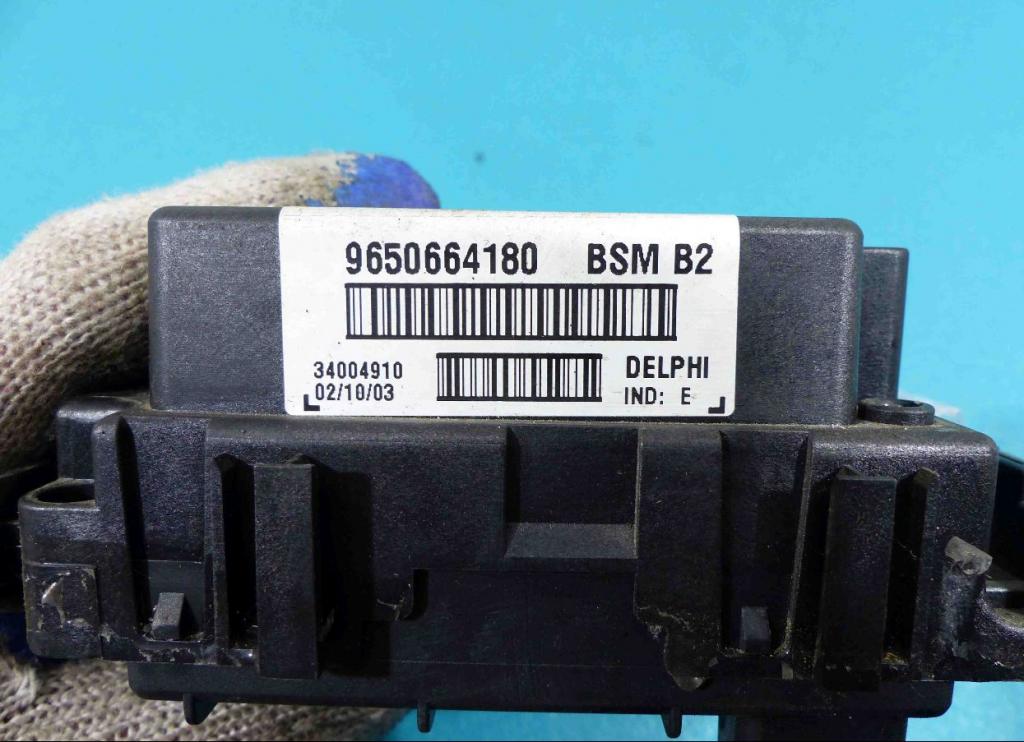 9650664180 BSM B2
34004910 DELPHI
02/10/03 IND: E